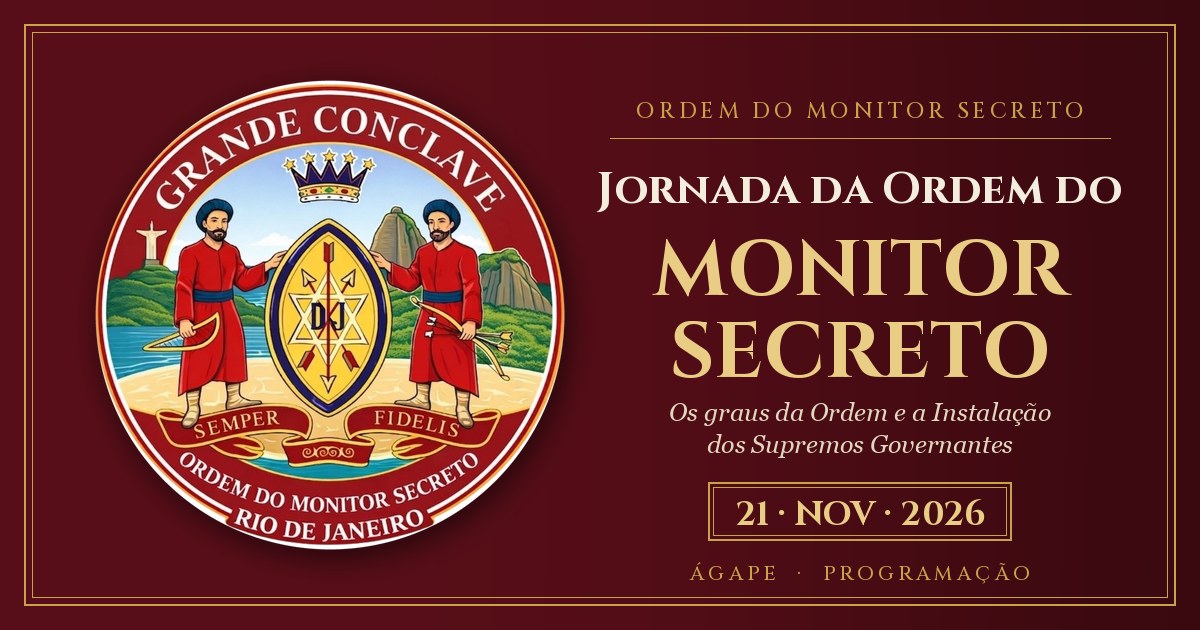 GRANDE CONCLAVE
DKJ
SEMPER FIDELIS
ORDEM DO MONITOR SECRETO
RIO DE JANEIRO
ORDEM DO MONITOR SECRETO
JORNADA DA ORDEM DO
MONITOR
SECRETO
Os graus da Ordem e a Instalação
dos Supremos Governantes
21 · NOV · 2026
ÁGAPE · PROGRAMAÇÃO